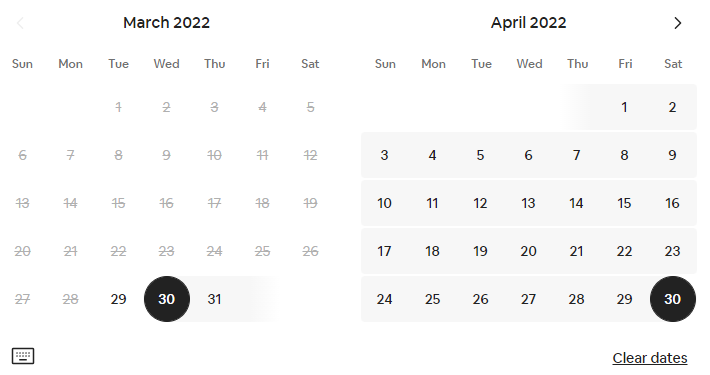 March 2022
Sun Mon Tue Wed Thu Fri Sat
1 2 3 4 5
6 7 8 9 10 11 12
13 14 15 16 17 18 19
20 21 22 23 24 25 26
27 28 29 30 31
April 2022
Sun Mon Tue Wed Thu Fri Sat
1 2
3 4 5 6 7 8 9
10 11 12 13 14 15 16
17 18 19 20 21 22 23
24 25 26 27 28 29 30
Clear dates